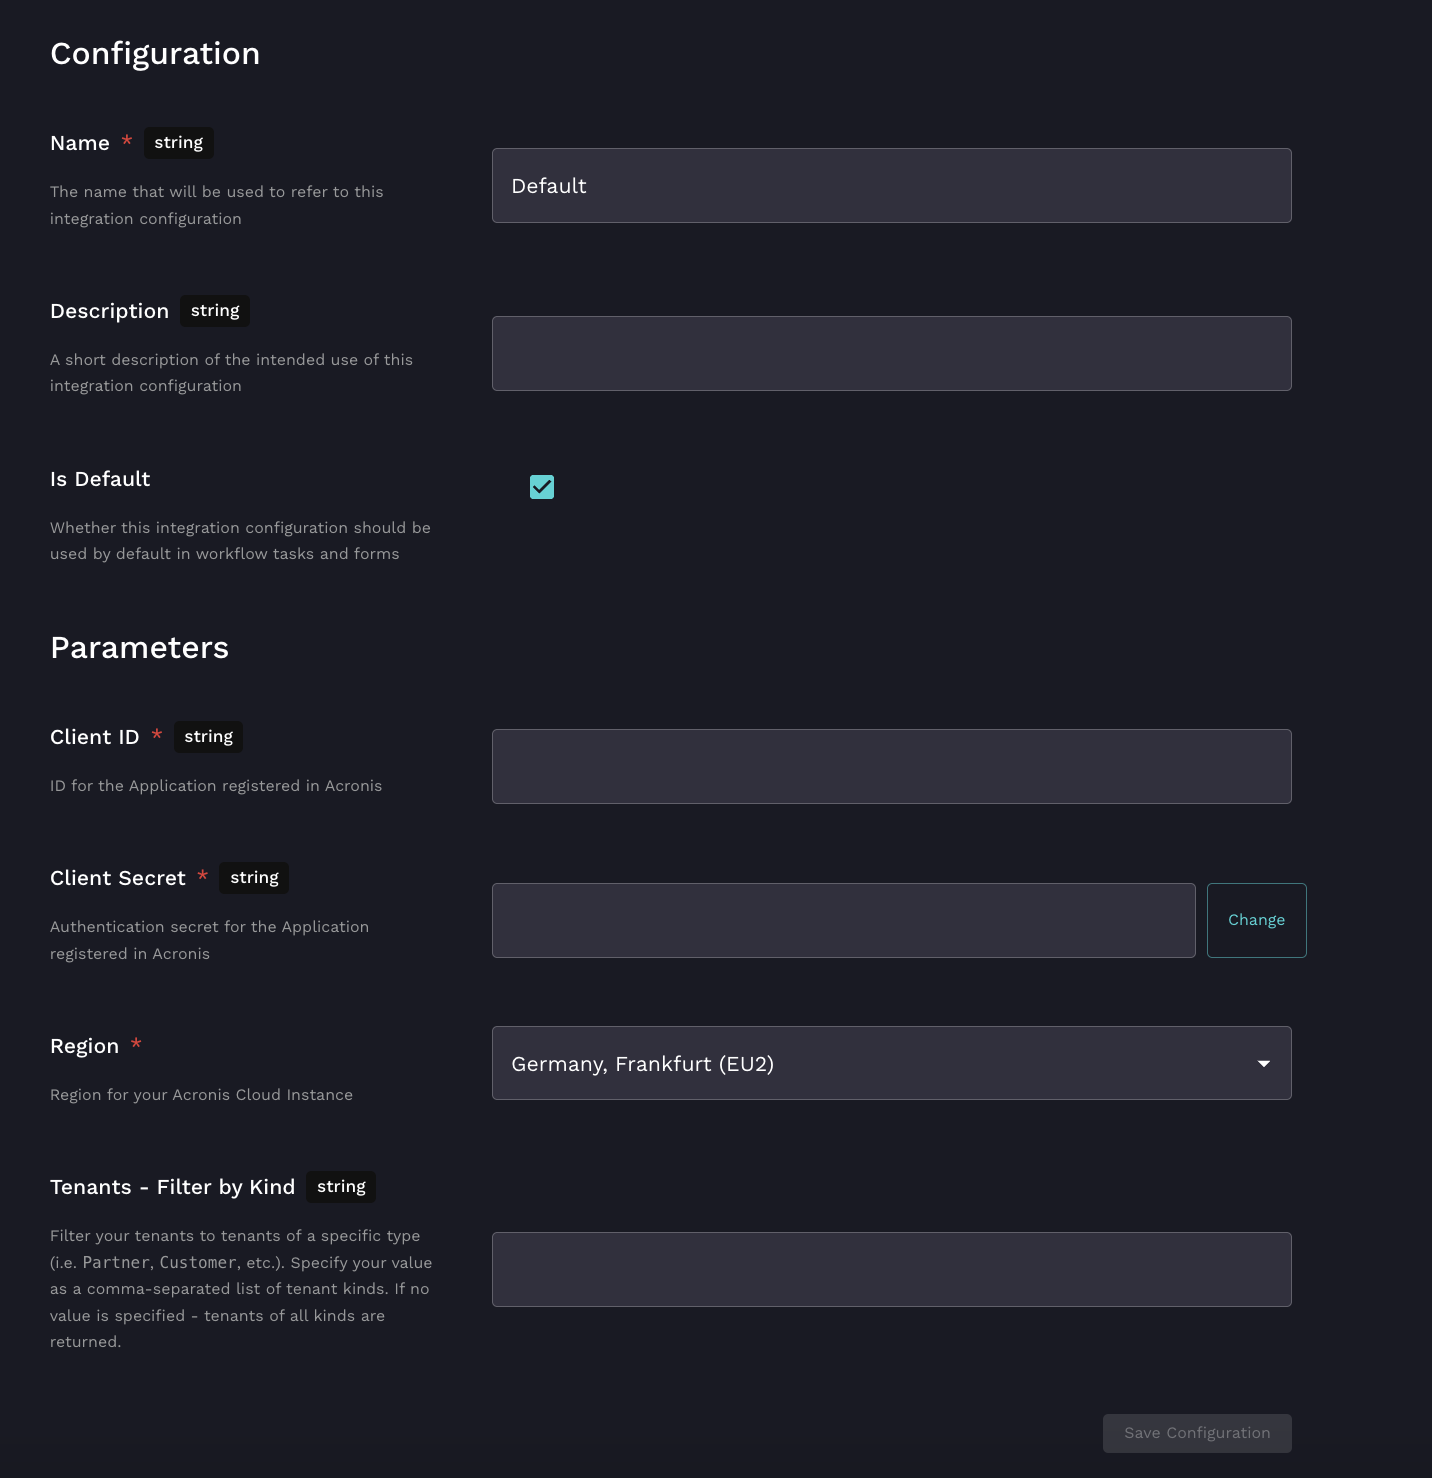 Configuration
Name * string
The name that will be used to refer to this
integration configuration
Default
Description string
A short description of the intended use of this
integration configuration
Is Default
Whether this integration configuration should be
used by default in workflow tasks and forms
Parameters
Client ID * string
ID for the Application registered in Acronis
Client Secret * string
Authentication secret for the Application
registered in Acronis
Change
Region *
Region for your Acronis Cloud Instance
Germany, Frankfurt (EU2)
Tenants - Filter by Kind string
Filter your tenants to tenants of a specific type
(i.e. Partner, Customer, etc.). Specify your value
as a comma-separated list of tenant kinds. If no
value is specified - tenants of all kinds are
returned.
Save Configuration